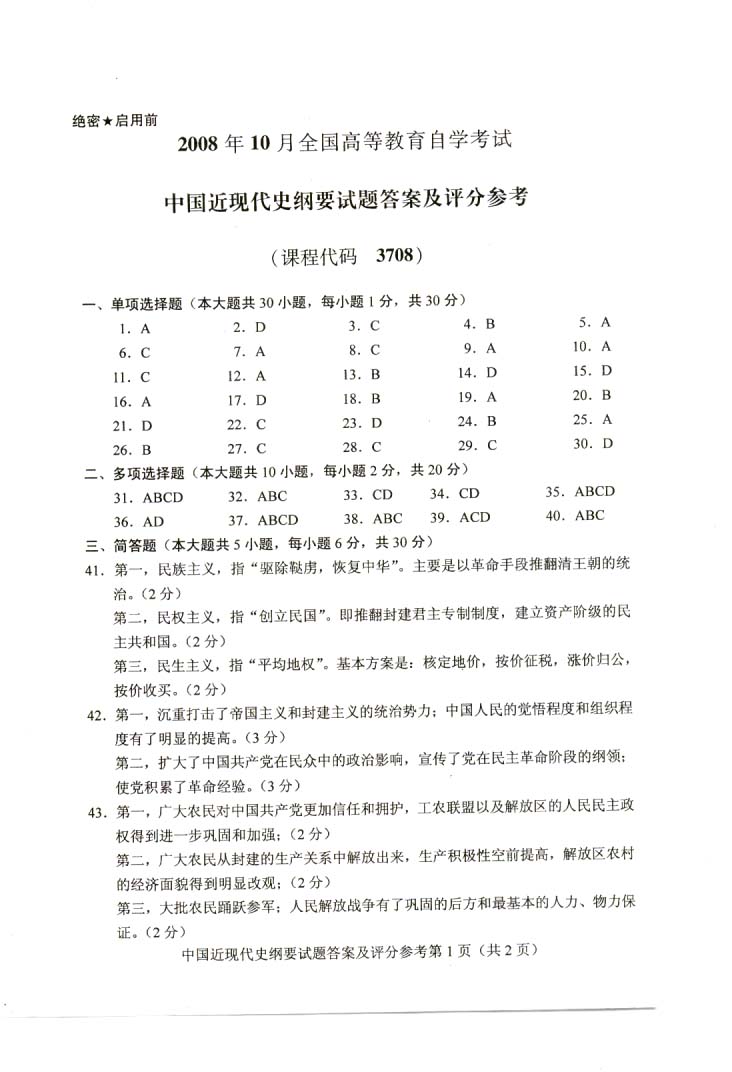 绝密★启用前
2008 年 10 月全国高等教育自学考试
中国近现代史纲要试题答案及评分参考
(课程代码 3708)
一、单项选择题(本大题共 30 小题,每小题 1 分,共 30 分)
1. A 2. D 3. C 4. B 5. A
6. C 7. A 8. C 9. A 10. A
11. C 12. A 13. B 14. D 15. D
16. A 17. D 18. B 19. A 20. B
21. D 22. C 23. D 24. B 25. A
26. B 27. C 28. C 29. C 30. D
二、多项选择题(本大题共 10 小题,每小题 2 分,共 20 分)
31. ABCD 32. ABC 33. CD 34. CD 35. ABCD
36. AD 37. ABCD 38. ABC 39. ACD 40. ABC
三、简答题(本大题共 5 小题,每小题 6 分,共 30 分)
41. 第一,民族主义,指“驱除鞑虏,恢复中华”。主要是以革命手段推翻清王朝的统
治。(2 分)
第二,民权主义,指“创立民国”。即推翻封建君主专制制度,建立资产阶级的民
主共和国。(2 分)
第三,民生主义,指“平均地权”。基本方案是:核定地价,按价征税,涨价归公,
按价收买。(2 分)
42. 第一,沉重打击了帝国主义和封建主义的统治势力;中国人民的觉悟程度和组织程
度有了明显的提高。(3 分)
第二,扩大了中国共产党在民众中的政治影响,宣传了党在民主革命阶段的纲领;
使党积累了革命经验。(3 分)
43. 第一,广大农民对中国共产党更加信任和拥护,工农联盟以及解放区的人民民主政
权得到进一步巩固和加强;(2 分)
第二,广大农民从封建的生产关系中解放出来,生产积极性空前提高,解放区农村
的经济面貌得到明显改观;(2 分)
第三,大批农民踊跃参军;人民解放战争有了巩固的后方和最基本的人力、物力保
证。(2 分)
中国近现代史纲要试题答案及评分参考第 1 页(共 2 页)